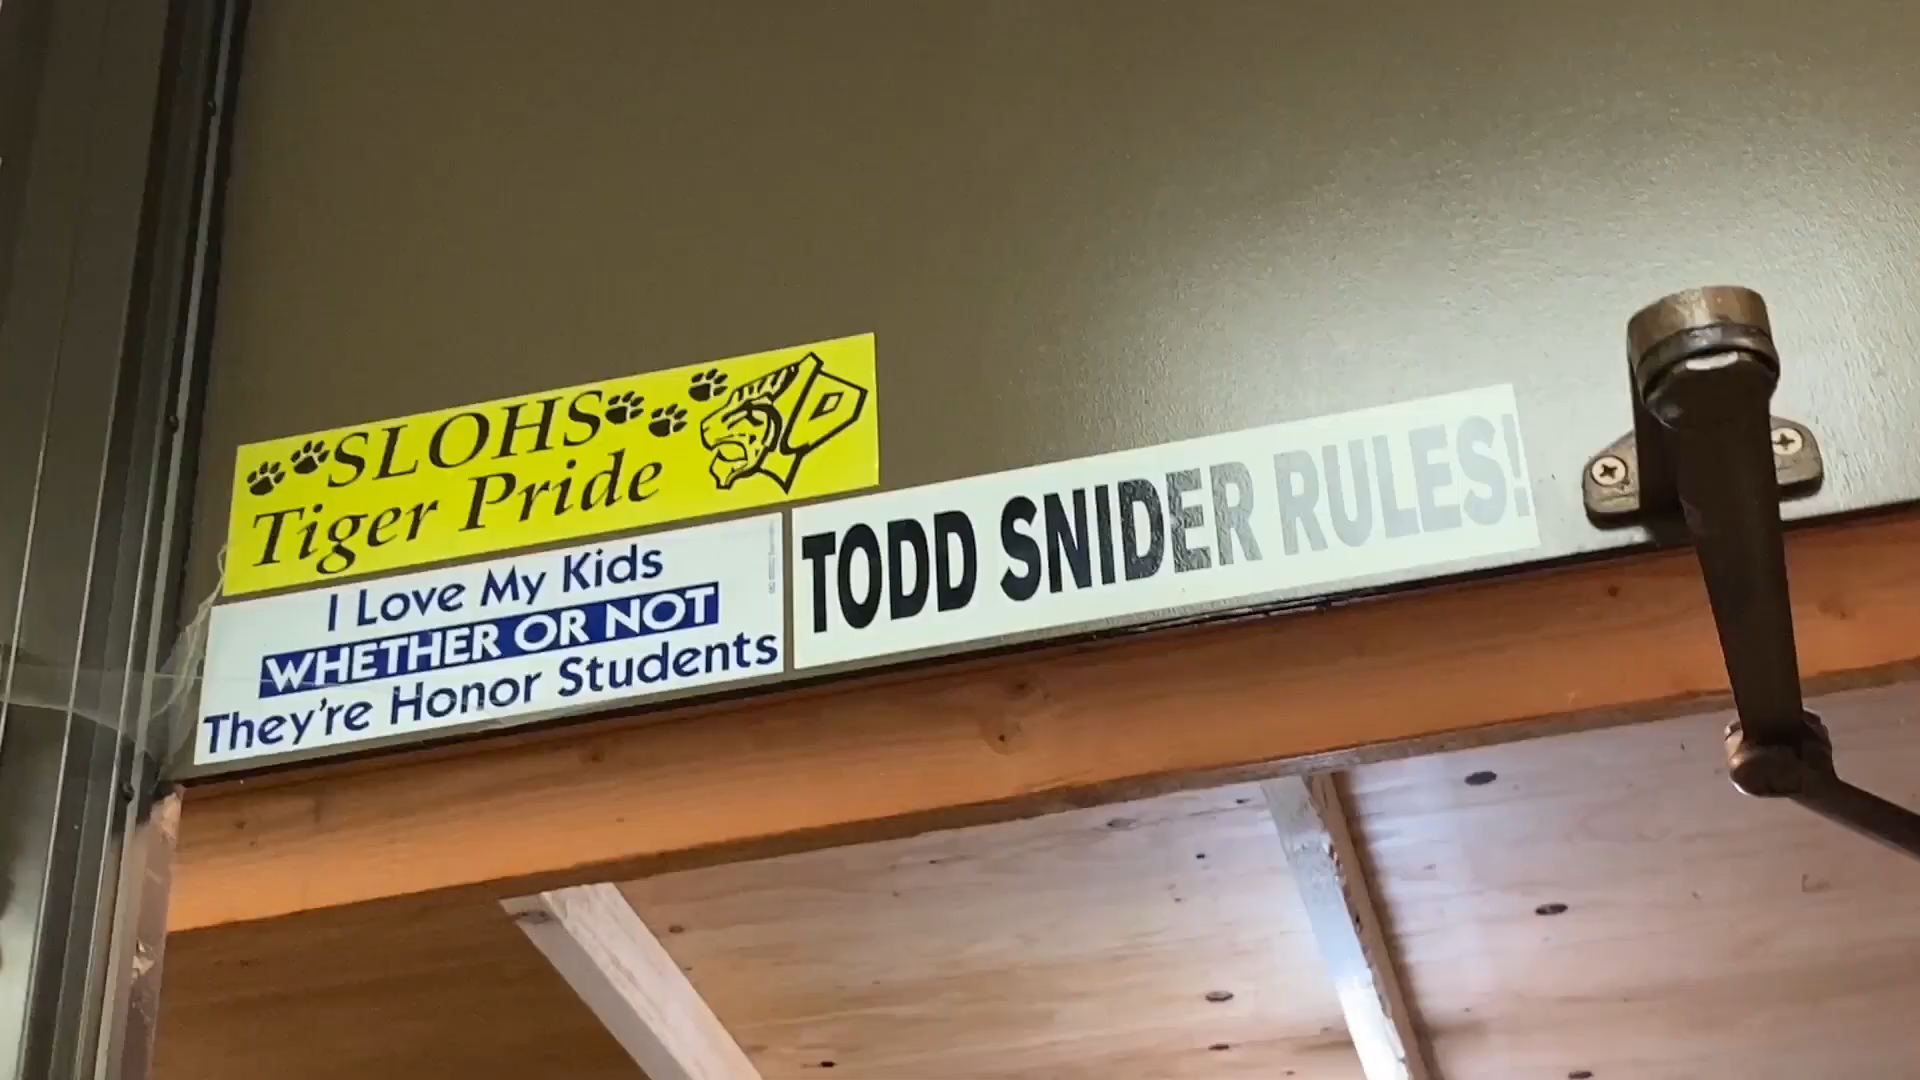 SLOHS
Tiger Pride
I Love My Kids
WHETHER OR NOT
They're Honor Students
TODD SNIDER RULES!